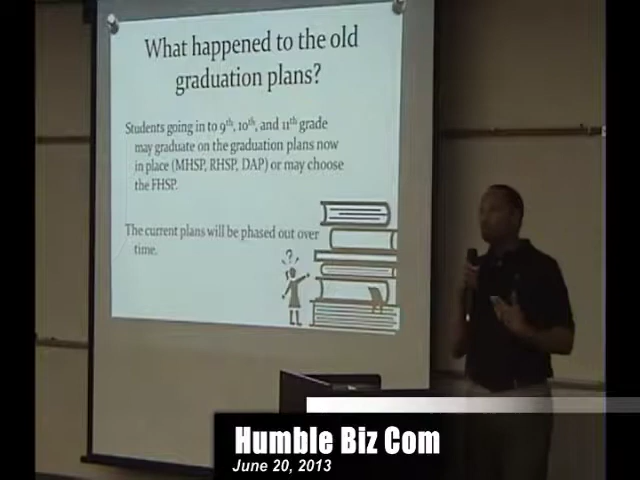 What happened to the old
graduation plans?
Students going in to 9th, 10th, and 11th grade
may graduate on the graduation plans now
in place (MHSP, RHSP, DAP) or may choose
the FHSP.
The current plans will be phased out over
time.
?
Humble Biz Com
June 20, 2013